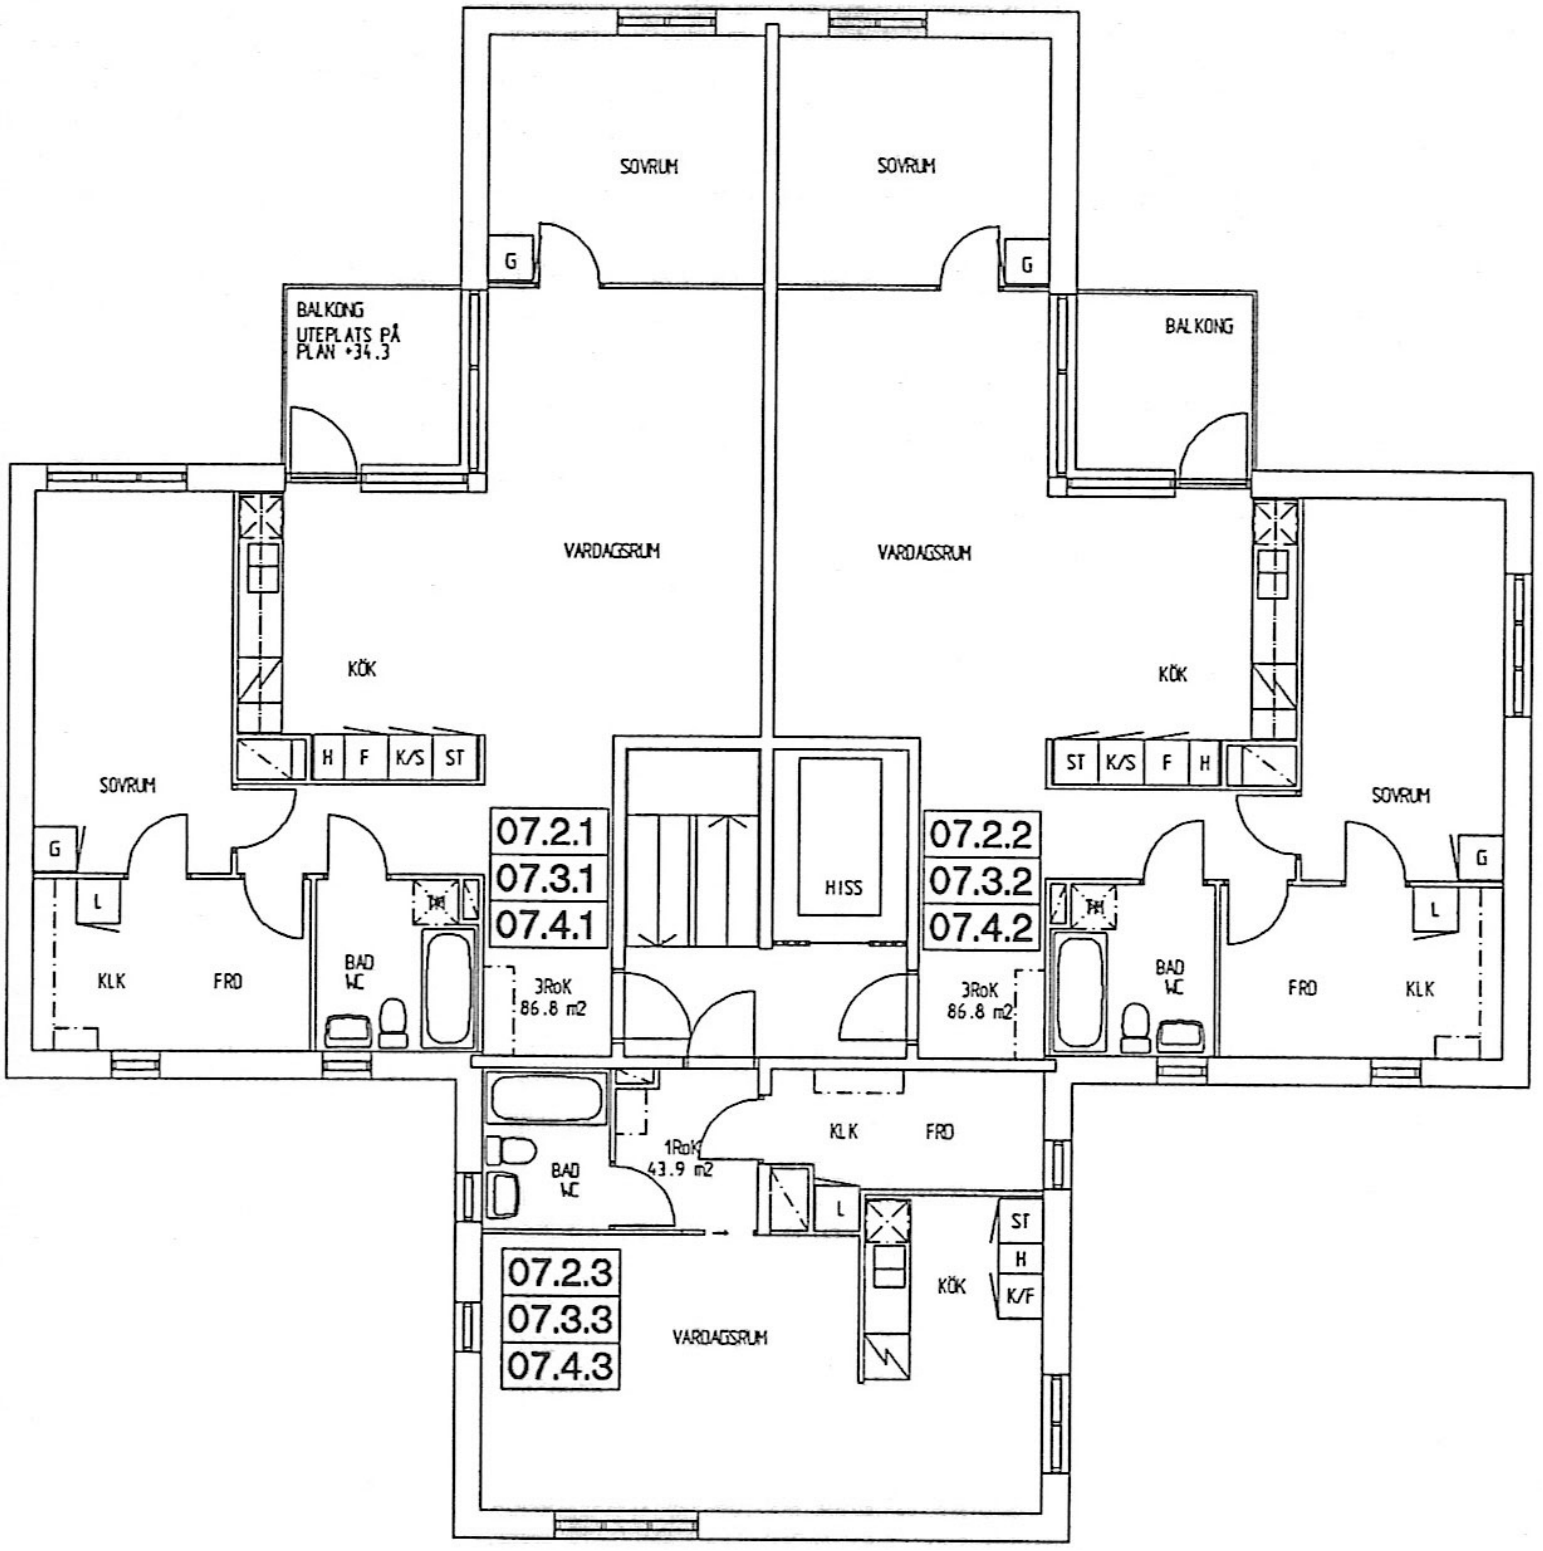 SOVRUM
SOVRUM
G
G
BALKONG
UTEPLATS PÅ
PLAN +34.3
BALKONG
VARDAGSRUM
VARDAGSRUM
KÖK
KÖK
H F K/S ST
ST K/S F H
SOVRUM
SOVRUM
G
G
07.2.1
07.3.1
07.4.1
07.2.2
07.3.2
07.4.2
HISS
L
L
TM
TM
KLK
FRD
BAD
WC
3RoK
86.8 m2
3RoK
86.8 m2
BAD
WC
FRD
KLK
1RoK
43.9 m2
KLK
FRD
BAD
WC
L
ST
H
K/F
KÖK
07.2.3
07.3.3
07.4.3
VARDAGSRUM